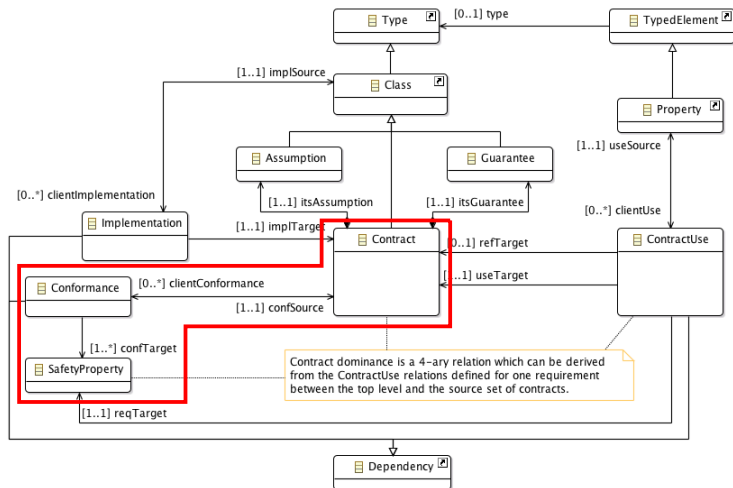 Type
[0..1] type
TypedElement
[1..1] implSource
Class
Property
[1..1] useSource
Assumption
Guarantee
[0..*] clientImplementation
[1..1] itsAssumption
[1..1] itsGuarantee
[0..*] clientUse
Implementation
[1..1] implTarget
Contract
[0..1] refTarget
ContractUse
[1..1] useTarget
Conformance
[0..*] clientConformance
[1..1] confSource
[1..*] confTarget
SafetyProperty
Contract dominance is a 4-ary relation which can be derived
from the ContractUse relations defined for one requirement
between the top level and the source set of contracts.
[1..1] reqTarget
Dependency